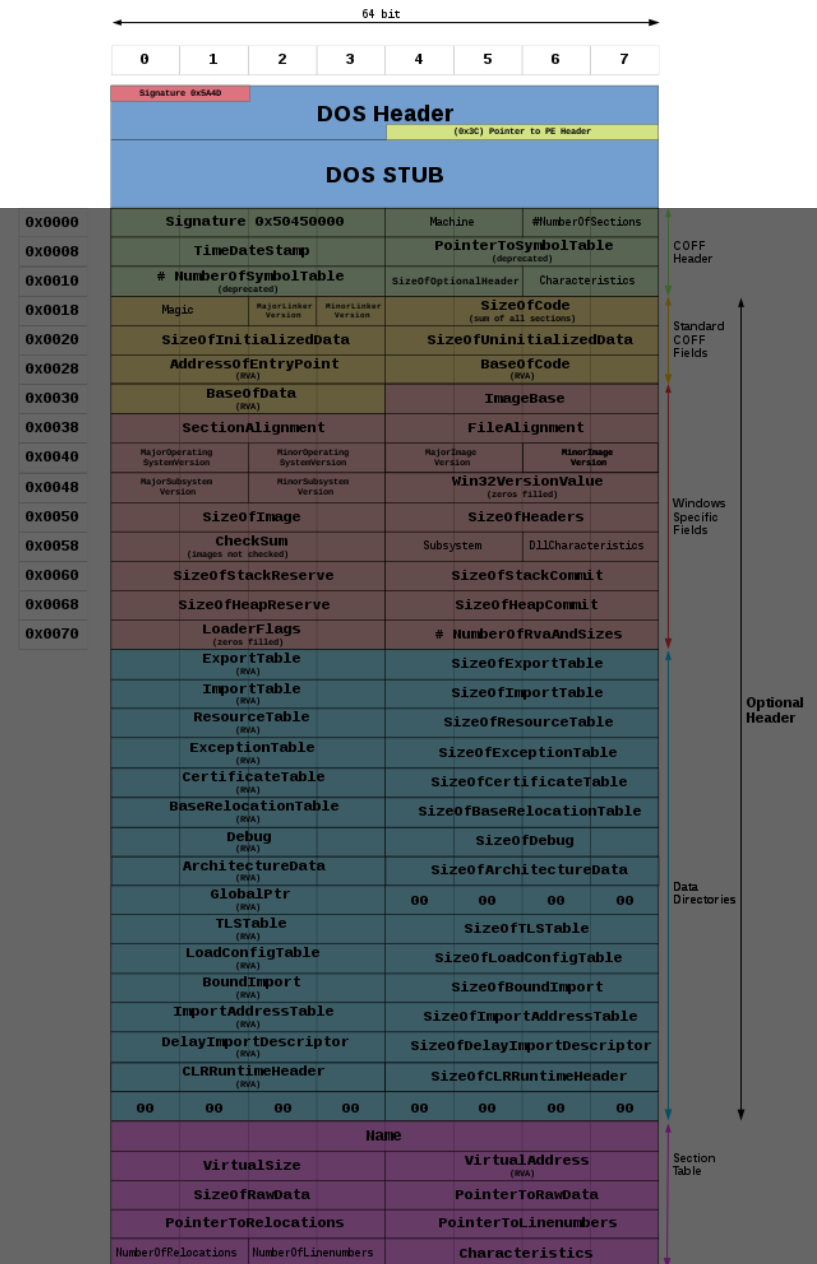 64 bit
0 1 2 3 4 5 6 7
Signature 0x5A4D
DOS Header
(0x3C) Pointer to PE Header
DOS STUB
0x0000 Signature 0x50450000 Machine #NumberOfSections
COFF
Header
0x0008 TimeDateStamp PointerToSymbolTable
(deprecated)
0x0010 # NumberOfSymbolTable SizeOfOptionalHeader Characteristics
(deprecated)
0x0018 Magic MajorLinker Version MinorLinker Version SizeOfCode
(sum of all sections)
Standard
COFF
Fields
0x0020 SizeOfInitializedData SizeOfUninitializedData
0x0028 AddressOfEntryPoint BaseOfCode
(RVA) (RVA)
0x0030 BaseOfData ImageBase
(RVA)
0x0038 SectionAlignment FileAlignment
0x0040 MajorOperating SystemVersion MinorOperating SystemVersion MajorImage Version MinorImage Version
0x0048 MajorSubsystem Version MinorSubsystem Version Win32VersionValue
(zeros filled)
Windows
Specific
Fields
0x0050 SizeOfImage SizeOfHeaders
0x0058 CheckSum Subsystem DllCharacteristics
(images not checked)
0x0060 SizeOfStackReserve SizeOfStackCommit
0x0068 SizeOfHeapReserve SizeOfHeapCommit
0x0070 LoaderFlags # NumberOfRvaAndSizes
(zeros filled)
ExportTable SizeOfExportTable
(RVA)
ImportTable SizeOfImportTable
(RVA)
Optional
Header
ResourceTable SizeOfResourceTable
(RVA)
ExceptionTable SizeOfExceptionTable
(RVA)
CertificateTable SizeOfCertificateTable
(RVA)
BaseRelocationTable SizeOfBaseRelocationTable
(RVA)
Debug SizeOfDebug
(RVA)
ArchitectureData SizeOfArchitectureData
(RVA)
Data
Directories
GlobalPtr 00 00 00 00
(RVA)
TLSTable SizeOfTLSTable
(RVA)
LoadConfigTable SizeOfLoadConfigTable
(RVA)
BoundImport SizeOfBoundImport
(RVA)
ImportAddressTable SizeOfImportAddressTable
(RVA)
DelayImportDescriptor SizeOfDelayImportDescriptor
(RVA)
CLRRuntimeHeader SizeOfCLRRuntimeHeader
(RVA)
00 00 00 00 00 00 00 00
Name
Section
Table
VirtualSize VirtualAddress
(RVA)
SizeOfRawData PointerToRawData
PointerToRelocations PointerToLinenumbers
NumberOfRelocations NumberOfLinenumbers Characteristics